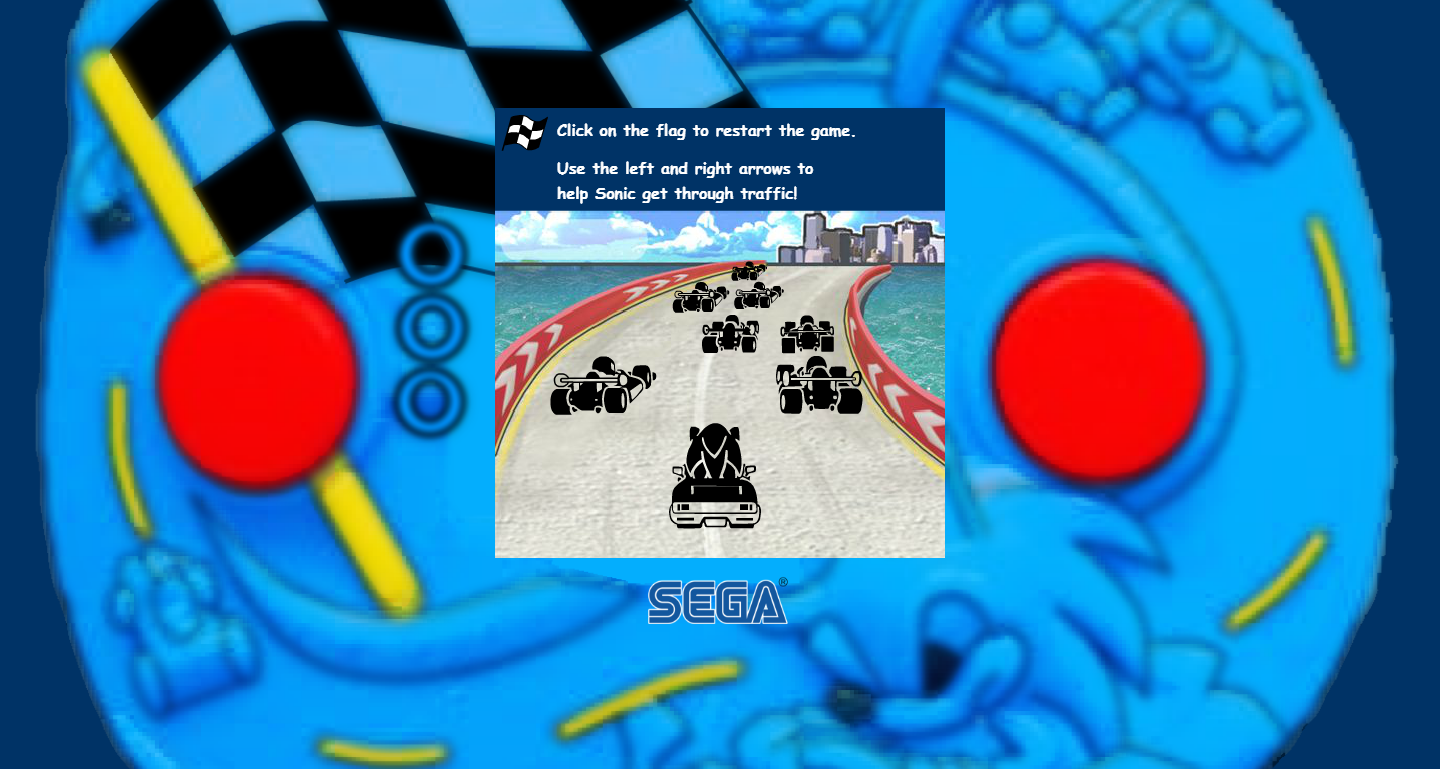 Click on the flag to restart the game.
Use the left and right arrows to
help Sonic get through traffic!
SEGA®